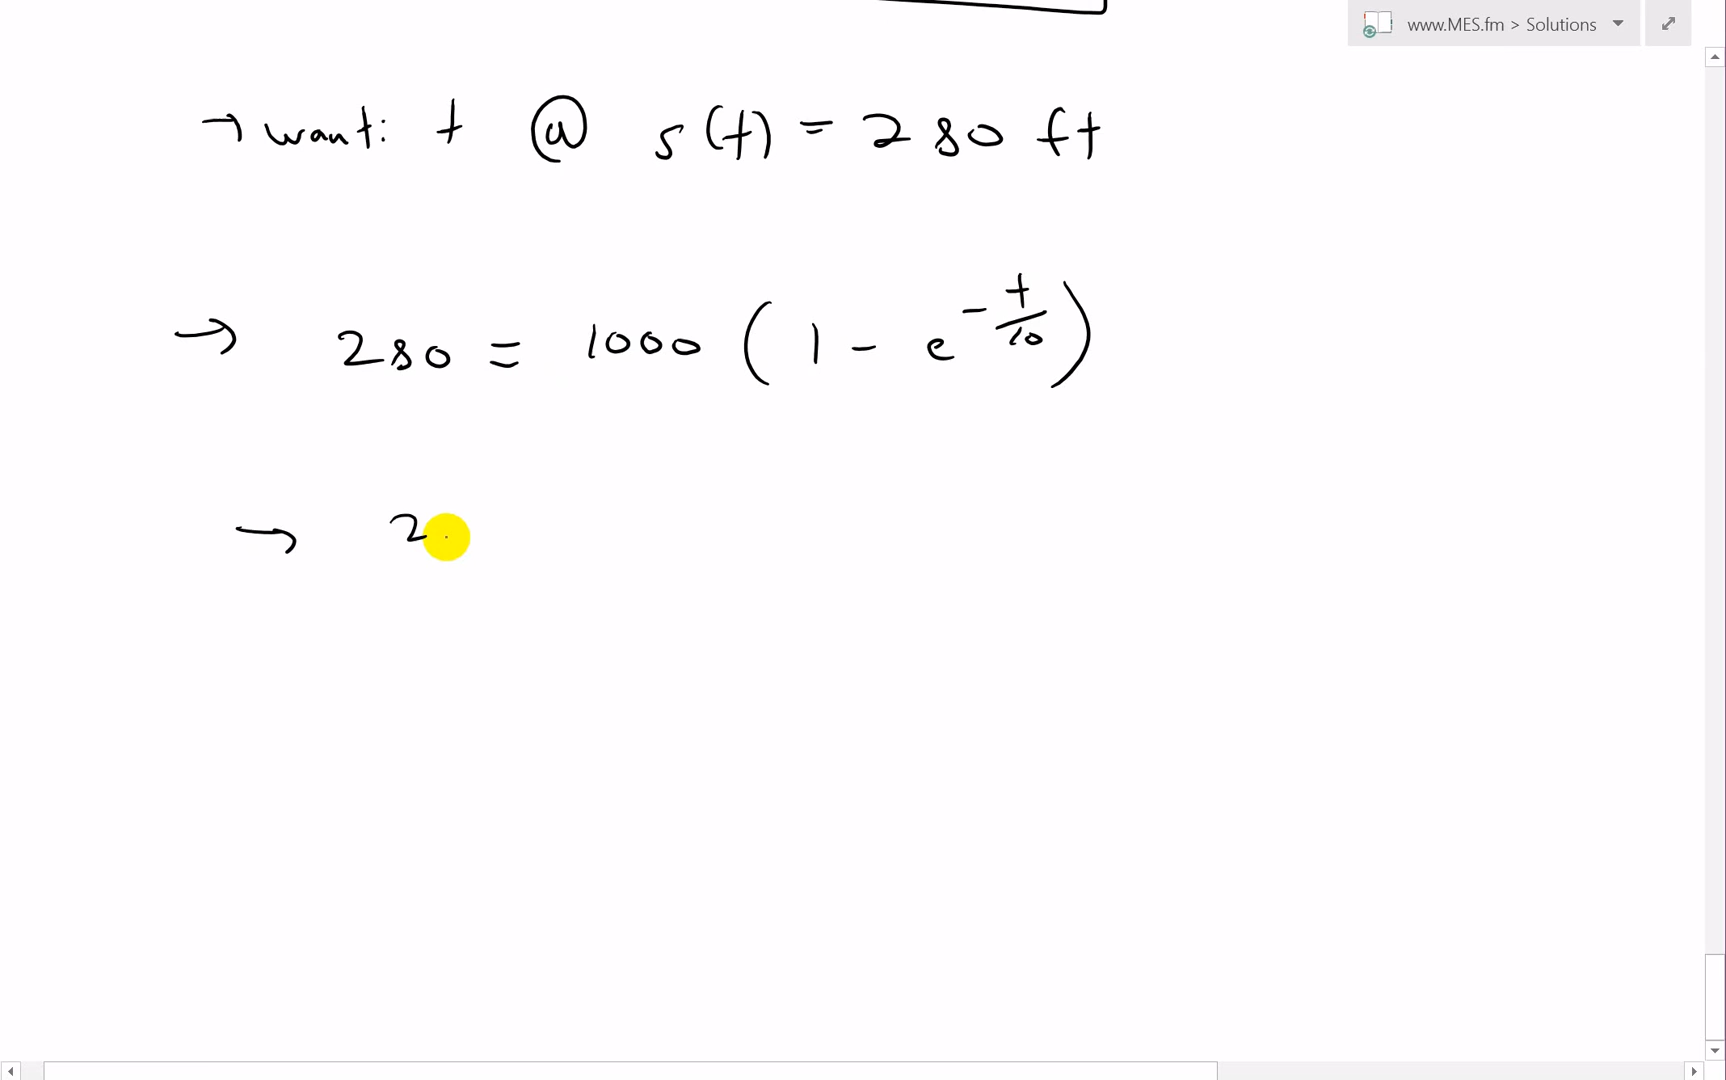 www.MES.fm > Solutions
→ want: t @ s(t) = 280 ft
→ 280 = 1000 ( 1 - e^{-t/10} )
→ 2